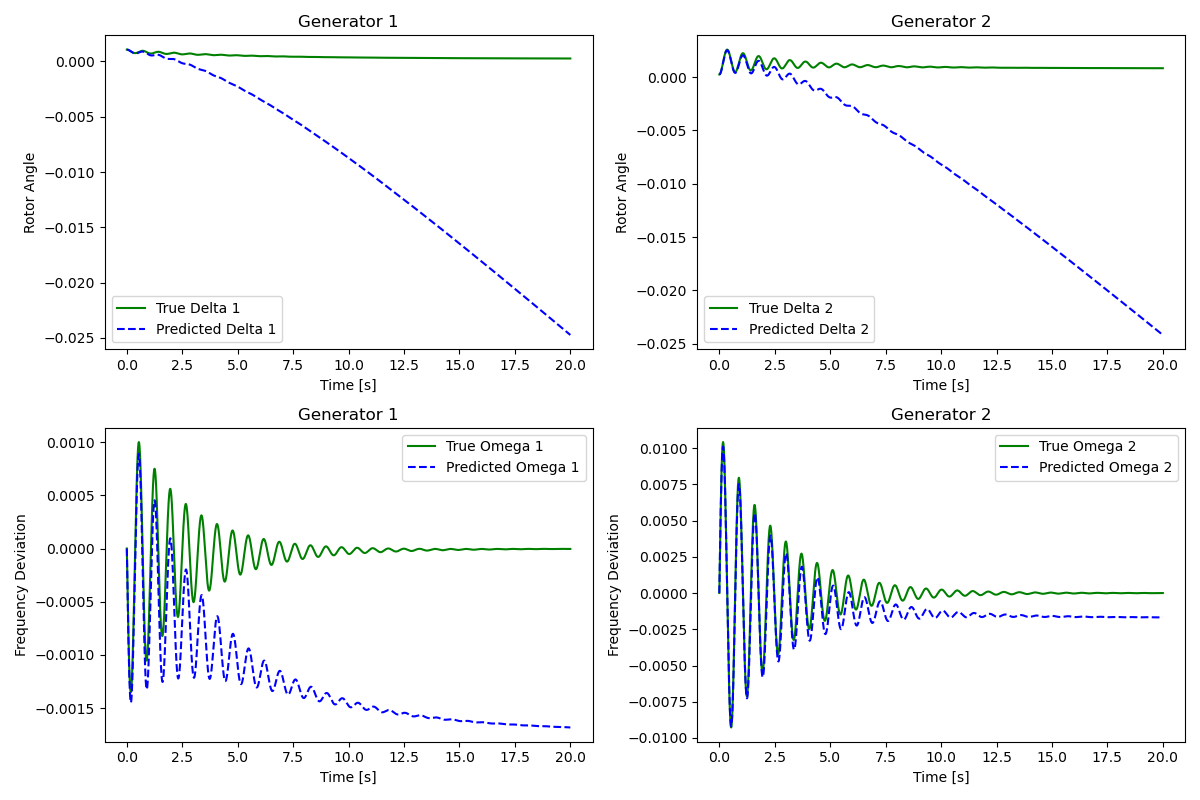 Generator 1
0.000
−0.005
−0.010
−0.015
−0.020
−0.025
Rotor Angle
True Delta 1
Predicted Delta 1
0.0 2.5 5.0 7.5 10.0 12.5 15.0 17.5 20.0
Time [s]
Generator 2
0.000
−0.005
−0.010
−0.015
−0.020
−0.025
Rotor Angle
True Delta 2
Predicted Delta 2
0.0 2.5 5.0 7.5 10.0 12.5 15.0 17.5 20.0
Time [s]
Generator 1
0.0010
0.0005
0.0000
−0.0005
−0.0010
−0.0015
Frequency Deviation
True Omega 1
Predicted Omega 1
0.0 2.5 5.0 7.5 10.0 12.5 15.0 17.5 20.0
Time [s]
Generator 2
0.0100
0.0075
0.0050
0.0025
0.0000
−0.0025
−0.0050
−0.0075
−0.0100
Frequency Deviation
True Omega 2
Predicted Omega 2
0.0 2.5 5.0 7.5 10.0 12.5 15.0 17.5 20.0
Time [s]